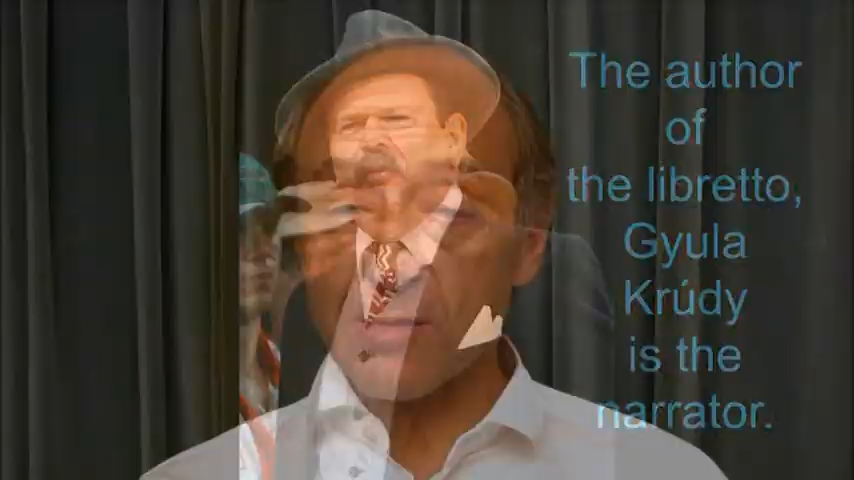 The author
of
the libretto,
Gyula
Krúdy
is the
narrator.